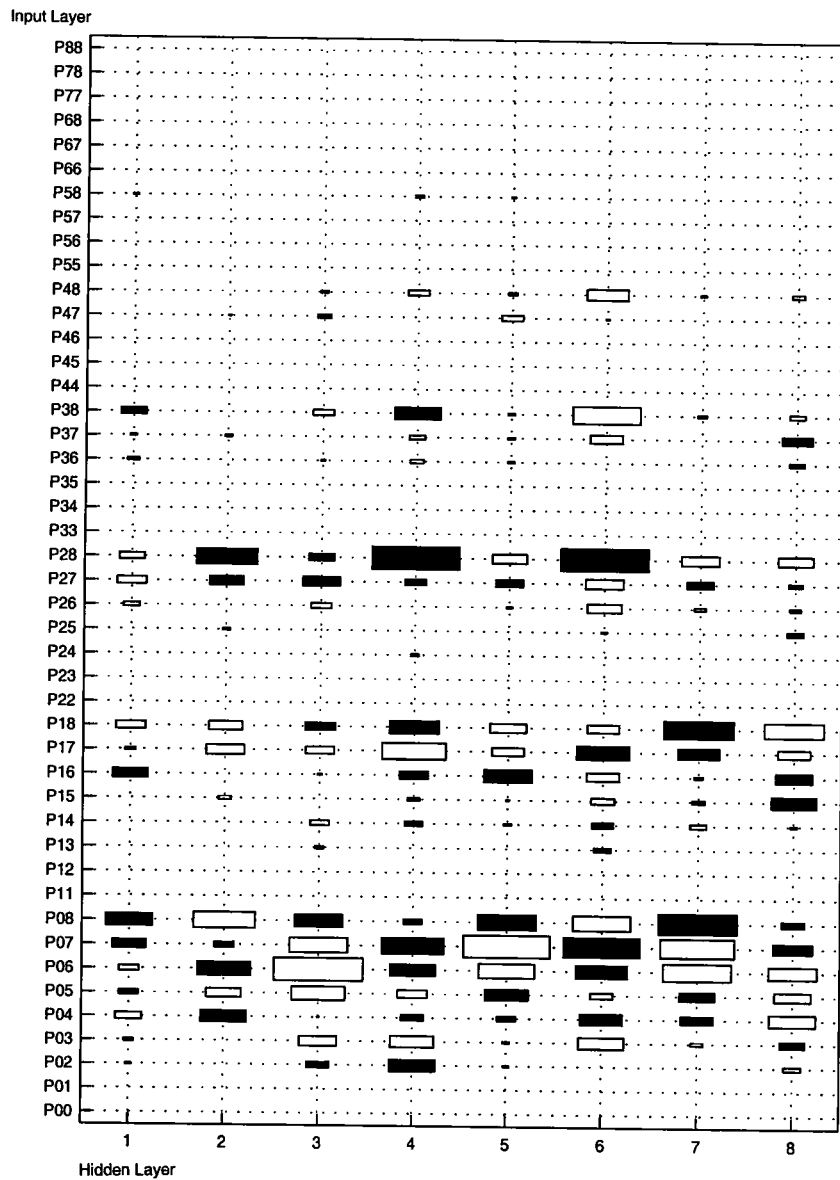 Input Layer
P88
P78
P77
P68
P67
P66
P58
P57
P56
P55
P48
P47
P46
P45
P44
P38
P37
P36
P35
P34
P33
P28
P27
P26
P25
P24
P23
P22
P18
P17
P16
P15
P14
P13
P12
P11
P08
P07
P06
P05
P04
P03
P02
P01
P00
1 2 3 4 5 6 7 8
Hidden Layer